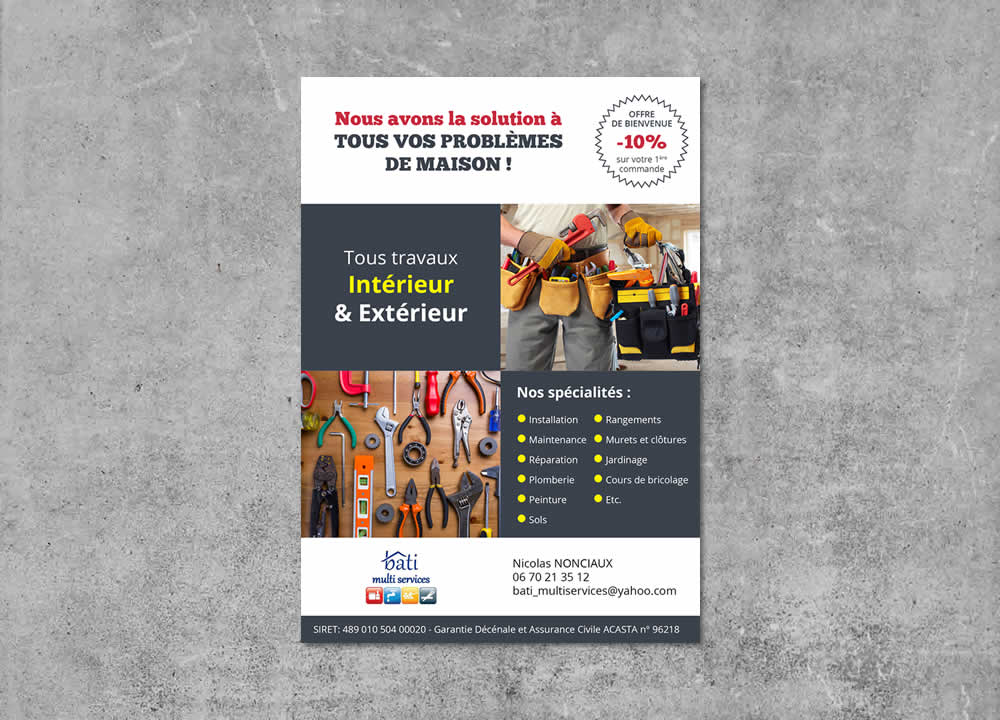 Nous avons la solution à
TOUS VOS PROBLÈMES
DE MAISON !
OFFRE
DE BIENVENUE
-10%
sur votre 1ère
commande
Tous travaux
Intérieur
& Extérieur
Nos spécialités :
Installation
Maintenance
Réparation
Plomberie
Peinture
Sols
Rangements
Murets et clôtures
Jardinage
Cours de bricolage
Etc.
bati
multi services
Nicolas NONCIAUX
06 70 21 35 12
bati_multiservices@yahoo.com
SIRET: 489 010 504 00020 - Garantie Décénale et Assurance Civile ACASTA n° 96218